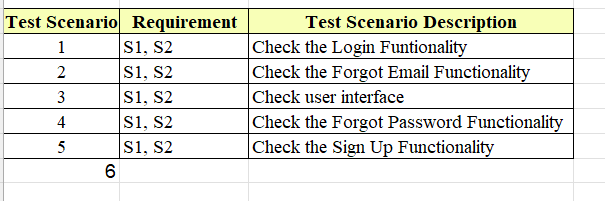 Test Scenario Requirement Test Scenario Description
1 S1, S2 Check the Login Funtionality
2 S1, S2 Check the Forgot Email Functionality
3 S1, S2 Check user interface
4 S1, S2 Check the Forgot Password Functionality
5 S1, S2 Check the Sign Up Functionality
6